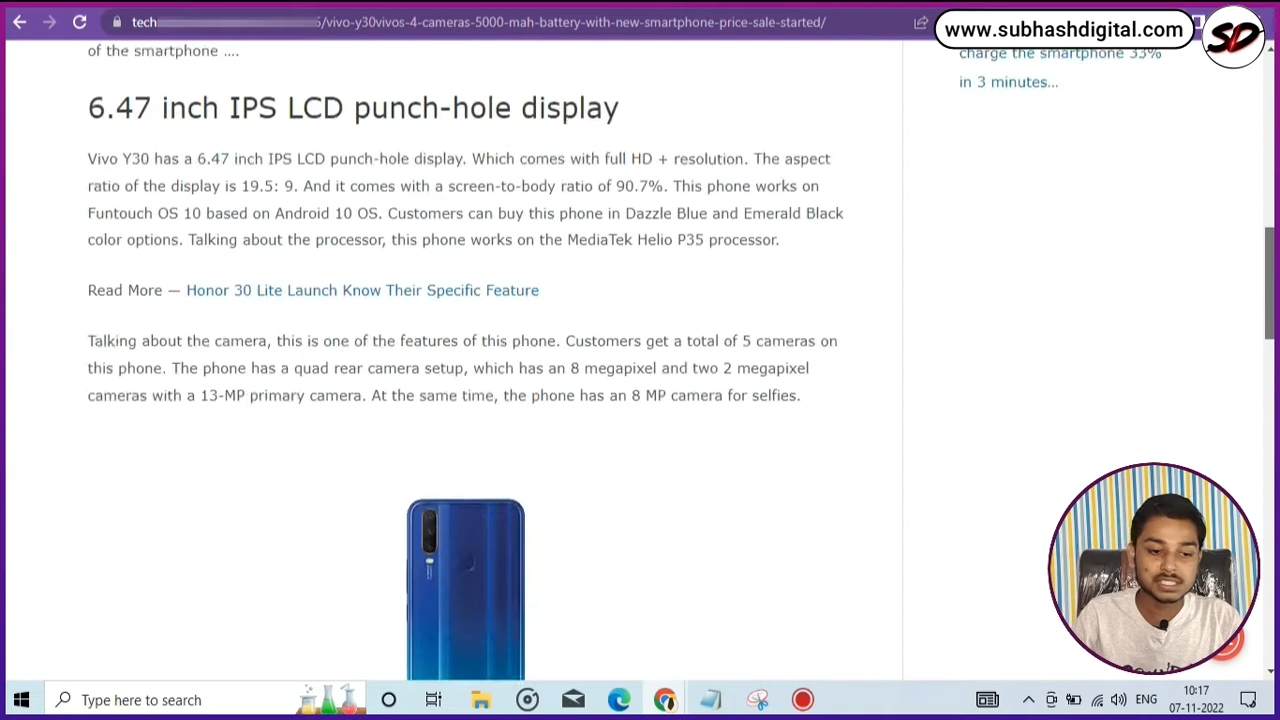 tech
/vivo-y30vivos-4-cameras-5000-mah-battery-with-new-smartphone-price-sale-started/
www.subhashdigital.com
SD
of the smartphone ....
charge the smartphone 33%
in 3 minutes...
6.47 inch IPS LCD punch-hole display
Vivo Y30 has a 6.47 inch IPS LCD punch-hole display. Which comes with full HD + resolution. The aspect
ratio of the display is 19.5: 9. And it comes with a screen-to-body ratio of 90.7%. This phone works on
Funtouch OS 10 based on Android 10 OS. Customers can buy this phone in Dazzle Blue and Emerald Black
color options. Talking about the processor, this phone works on the MediaTek Helio P35 processor.
Read More — Honor 30 Lite Launch Know Their Specific Feature
Talking about the camera, this is one of the features of this phone. Customers get a total of 5 cameras on
this phone. The phone has a quad rear camera setup, which has an 8 megapixel and two 2 megapixel
cameras with a 13-MP primary camera. At the same time, the phone has an 8 MP camera for selfies.
Type here to search
ENG
10:17
07-11-2022